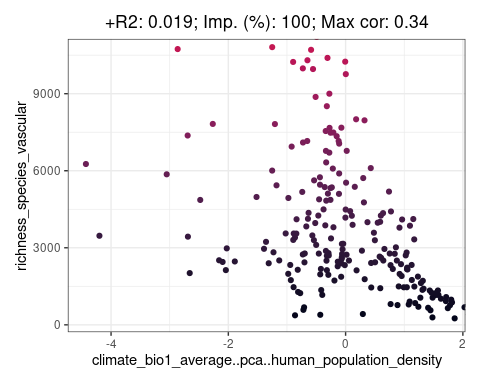 +R2: 0.019; Imp. (%): 100; Max cor: 0.34
richness_species_vascular
9000
6000
3000
0
-4
-2
0
2
climate_bio1_average..pca..human_population_density